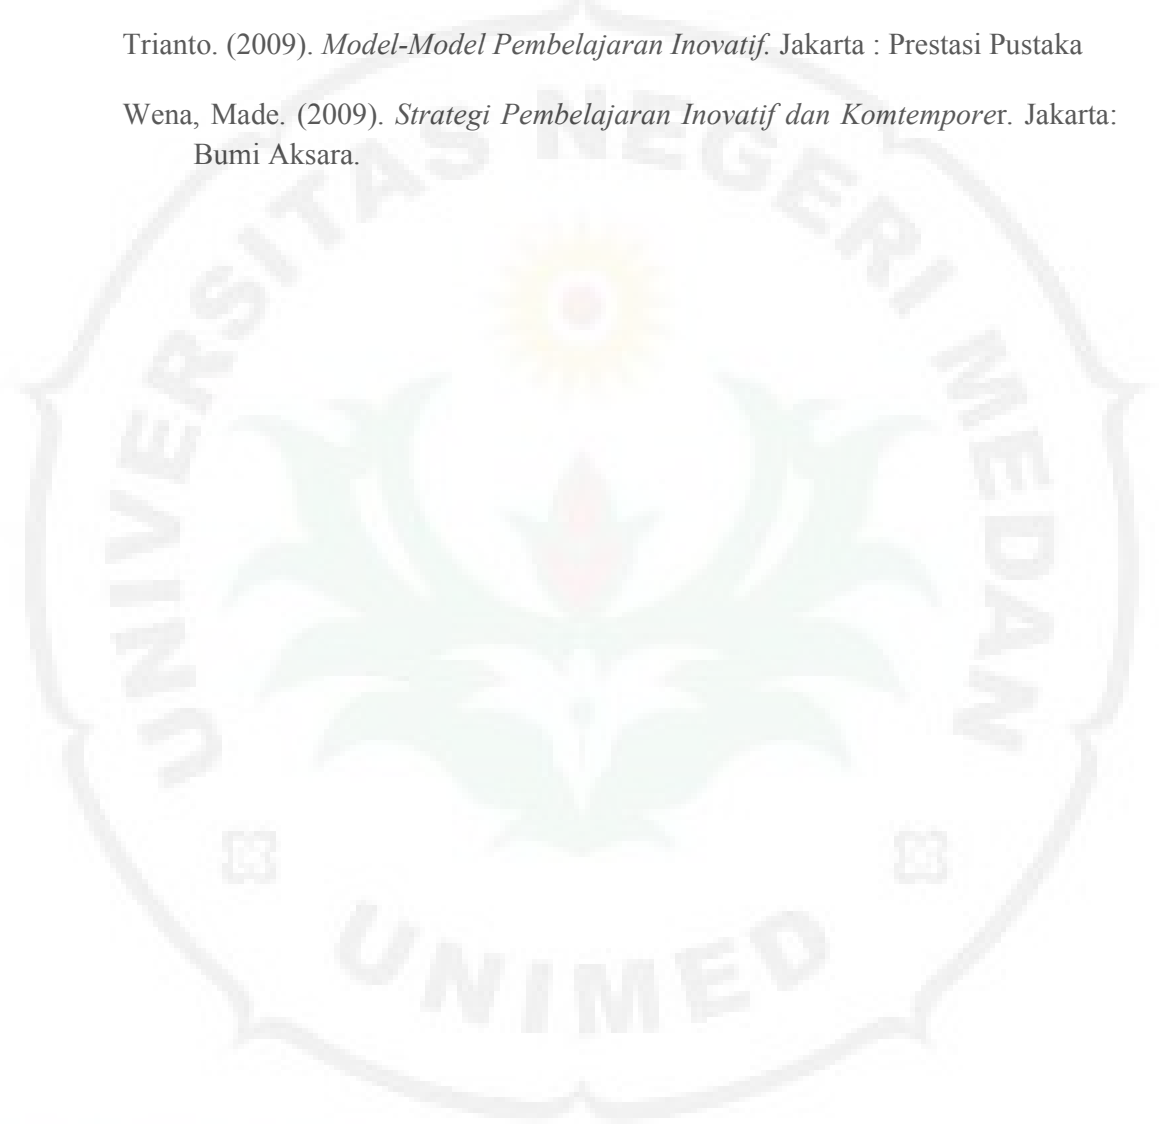 Trianto. (2009). Model-Model Pembelajaran Inovatif. Jakarta : Prestasi Pustaka
Wena, Made. (2009). Strategi Pembelajaran Inovatif dan Komtemporer. Jakarta:
Bumi Aksara.
UNIVERSITAS NEGERI MEDAN
UNIMED